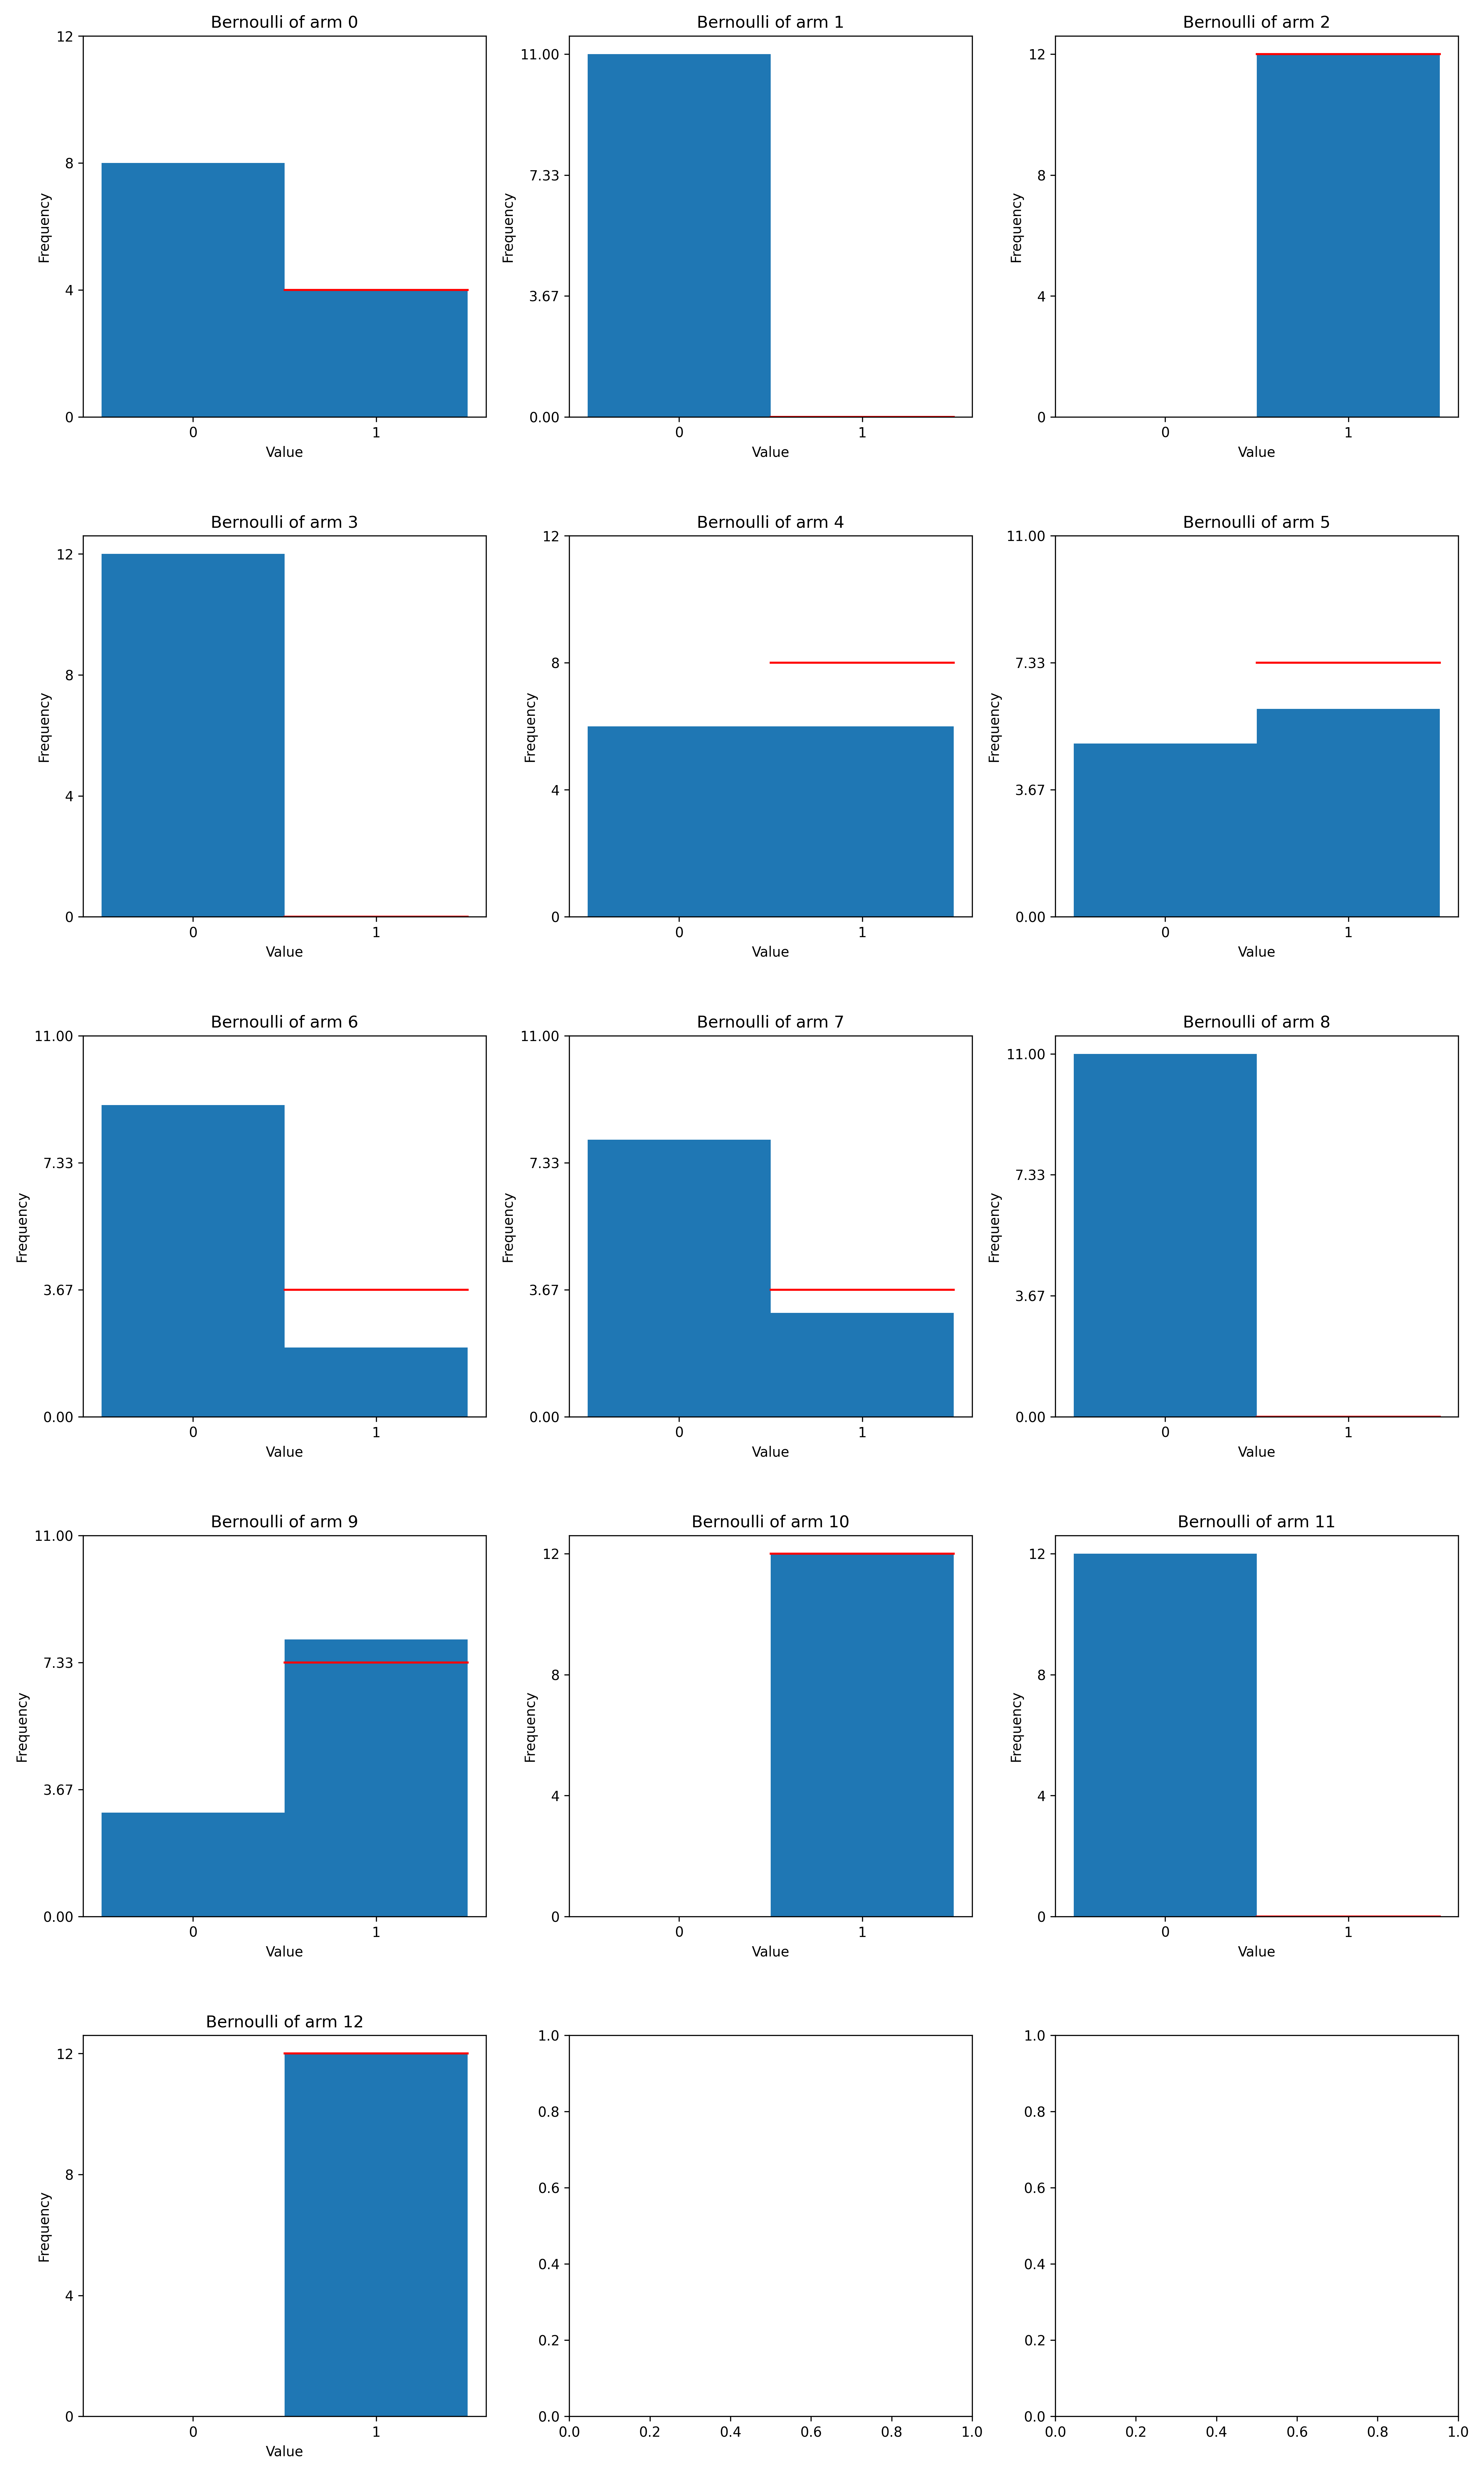 Bernoulli of arm 0
12
8
4
0
Frequency
0 1
Value
Bernoulli of arm 1
11.00
7.33
3.67
0.00
Frequency
0 1
Value
Bernoulli of arm 2
12
8
4
0
Frequency
0 1
Value
Bernoulli of arm 3
12
8
4
0
Frequency
0 1
Value
Bernoulli of arm 4
12
8
4
0
Frequency
0 1
Value
Bernoulli of arm 5
11.00
7.33
3.67
0.00
Frequency
0 1
Value
Bernoulli of arm 6
11.00
7.33
3.67
0.00
Frequency
0 1
Value
Bernoulli of arm 7
11.00
7.33
3.67
0.00
Frequency
0 1
Value
Bernoulli of arm 8
11.00
7.33
3.67
0.00
Frequency
0 1
Value
Bernoulli of arm 9
11.00
7.33
3.67
0.00
Frequency
0 1
Value
Bernoulli of arm 10
12
8
4
0
Frequency
0 1
Value
Bernoulli of arm 11
12
8
4
0
Frequency
0 1
Value
Bernoulli of arm 12
12
8
4
0
Frequency
0 1
Value
1.0
0.8
0.6
0.4
0.2
0.0
0.0 0.2 0.4 0.6 0.8 1.0
1.0
0.8
0.6
0.4
0.2
0.0
0.0 0.2 0.4 0.6 0.8 1.0